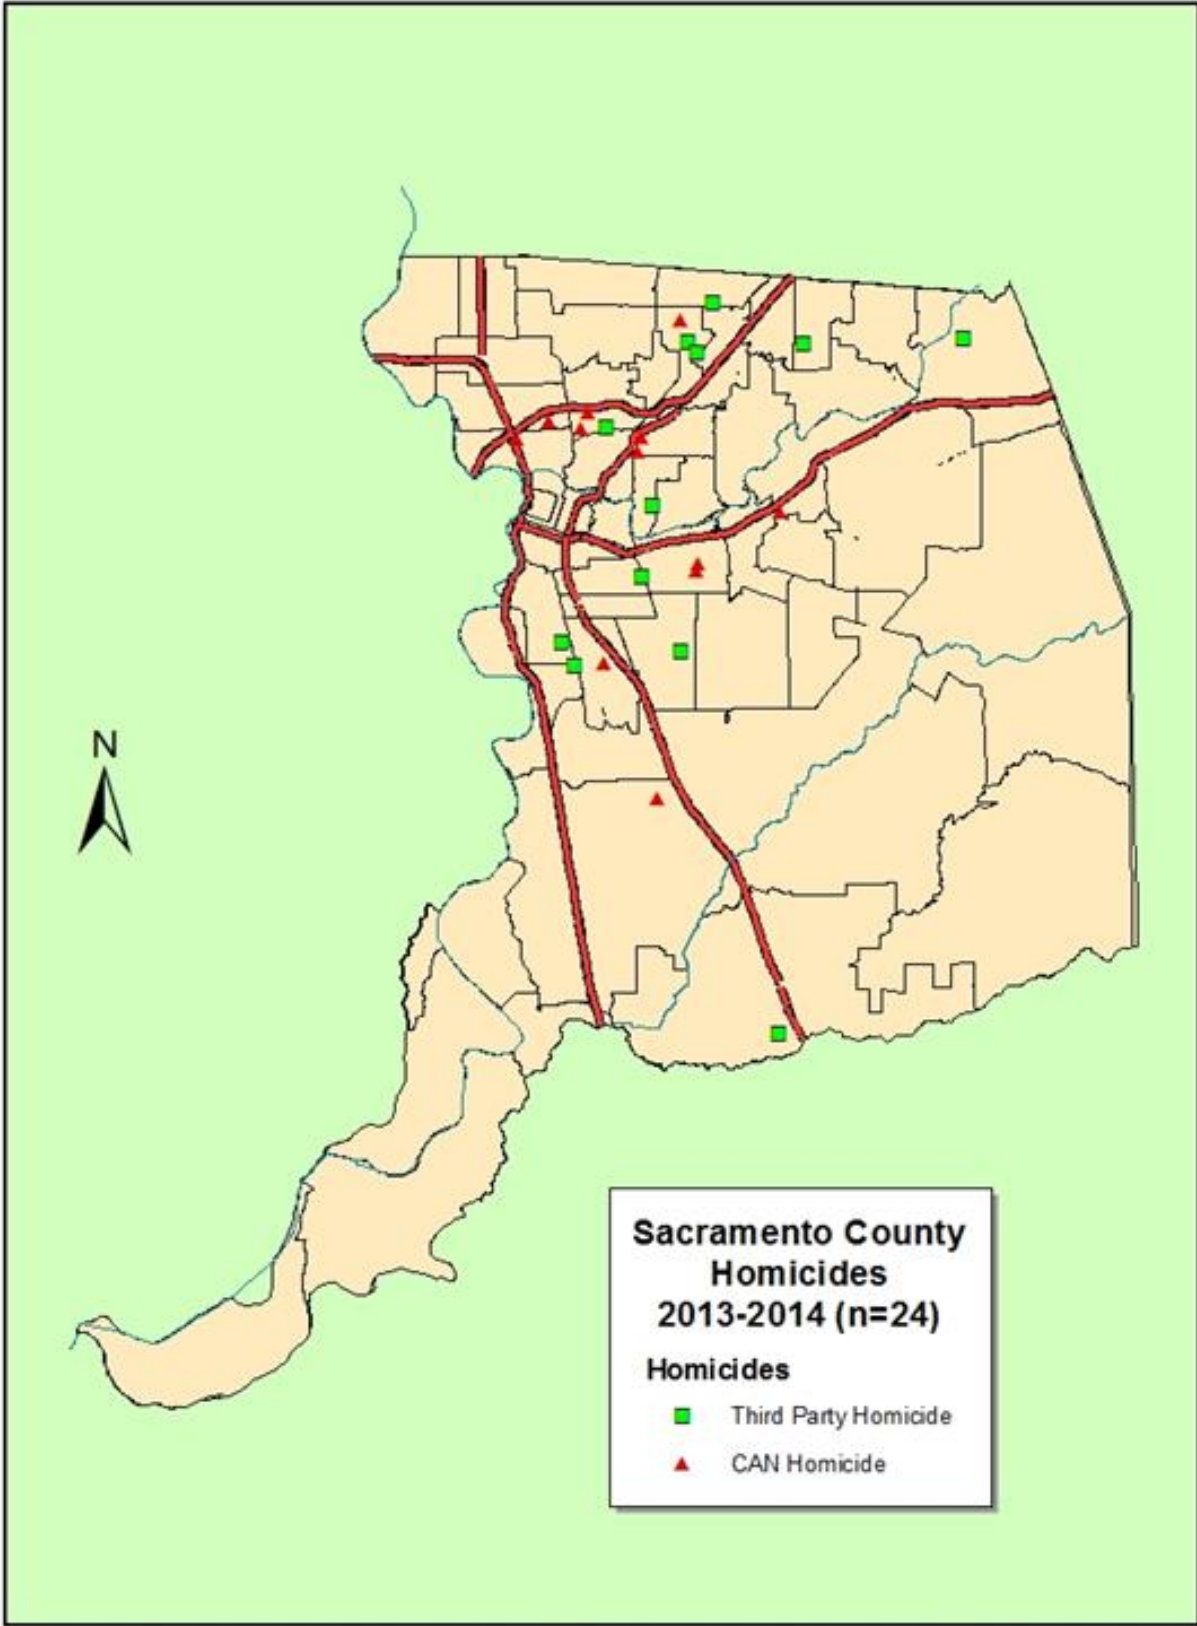 N
Sacramento County
Homicides
2013-2014 (n=24)
Homicides
Third Party Homicide
CAN Homicide